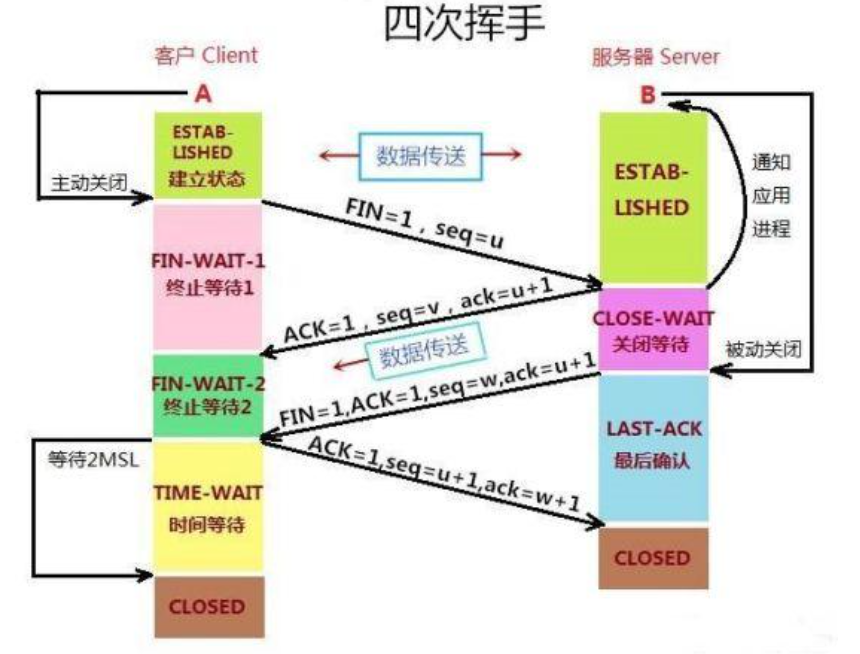 四次挥手
客户 Client
服务器 Server
A
B
ESTAB-
LISHED
建立状态
数据传送
ESTAB-
LISHED
通知
应用
进程
主动关闭
FIN=1，seq=u
FIN-WAIT-1
终止等待1
ACK=1，seq=v，ack=u+1
CLOSE-WAIT
关闭等待
被动关闭
数据传送
FIN-WAIT-2
终止等待2
FIN=1,ACK=1,seq=w,ack=u+1
LAST-ACK
最后确认
等待2MSL
ACK=1,seq=u+1,ack=w+1
TIME-WAIT
时间等待
CLOSED
CLOSED